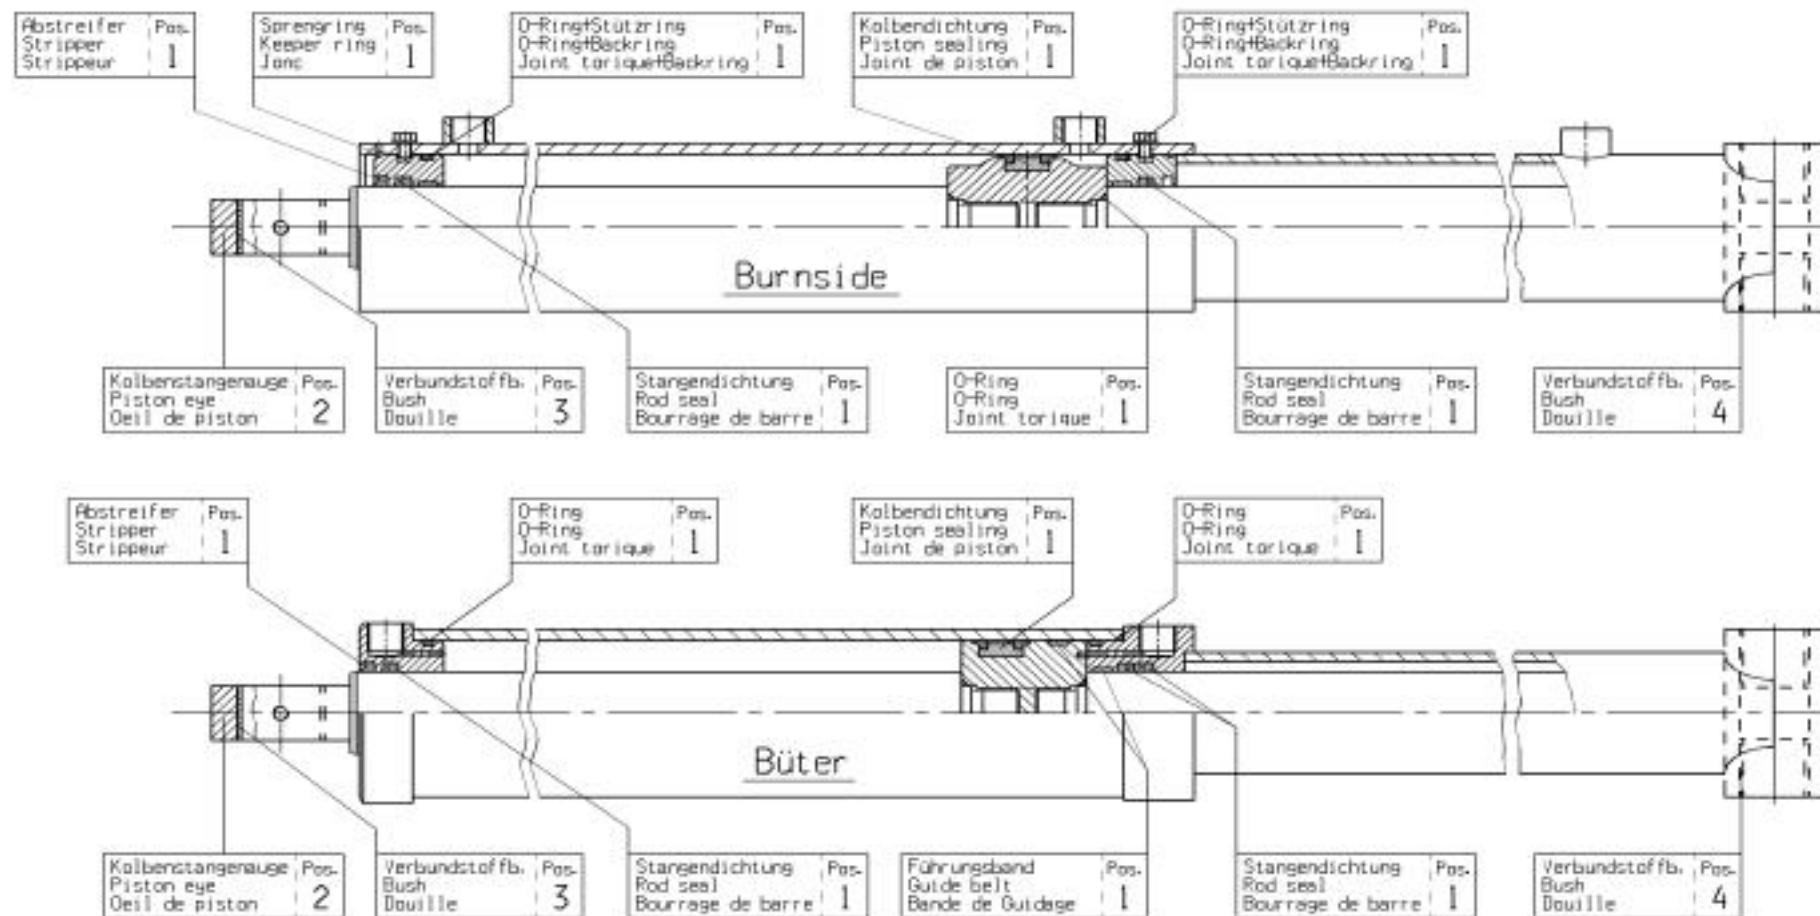 Abstreifer Pos.
Stripper
Strippeur 1
Sprengring Pos.
Keeper ring
Jonc 1
O-Ring+Stützring Pos.
O-Ring+Backring
Joint torique+Backring 1
Kolbendichtung Pos.
Piston sealing
Joint de piston 1
O-Ring+Stützring Pos.
O-Ring+Backring
Joint torique+Backring 1
Burnside
Kolbenstangenauge Pos.
Piston eye
Oeil de piston 2
Verbundstoffb. Pos.
Bush
Douille 3
Stangendichtung Pos.
Rod seal
Bourrage de barre 1
O-Ring Pos.
O-Ring
Joint torique 1
Stangendichtung Pos.
Rod seal
Bourrage de barre 1
Verbundstoffb. Pos.
Bush
Douille 4
Abstreifer Pos.
Stripper
Strippeur 1
O-Ring Pos.
O-Ring
Joint torique 1
Kolbendichtung Pos.
Piston sealing
Joint de piston 1
O-Ring Pos.
O-Ring
Joint torique 1
Büter
Kolbenstangenauge Pos.
Piston eye
Oeil de piston 2
Verbundstoffb. Pos.
Bush
Douille 3
Stangendichtung Pos.
Rod seal
Bourrage de barre 1
Führungsband Pos.
Guide belt
Bande de Guidage 1
Stangendichtung Pos.
Rod seal
Bourrage de barre 1
Verbundstoffb. Pos.
Bush
Douille 4